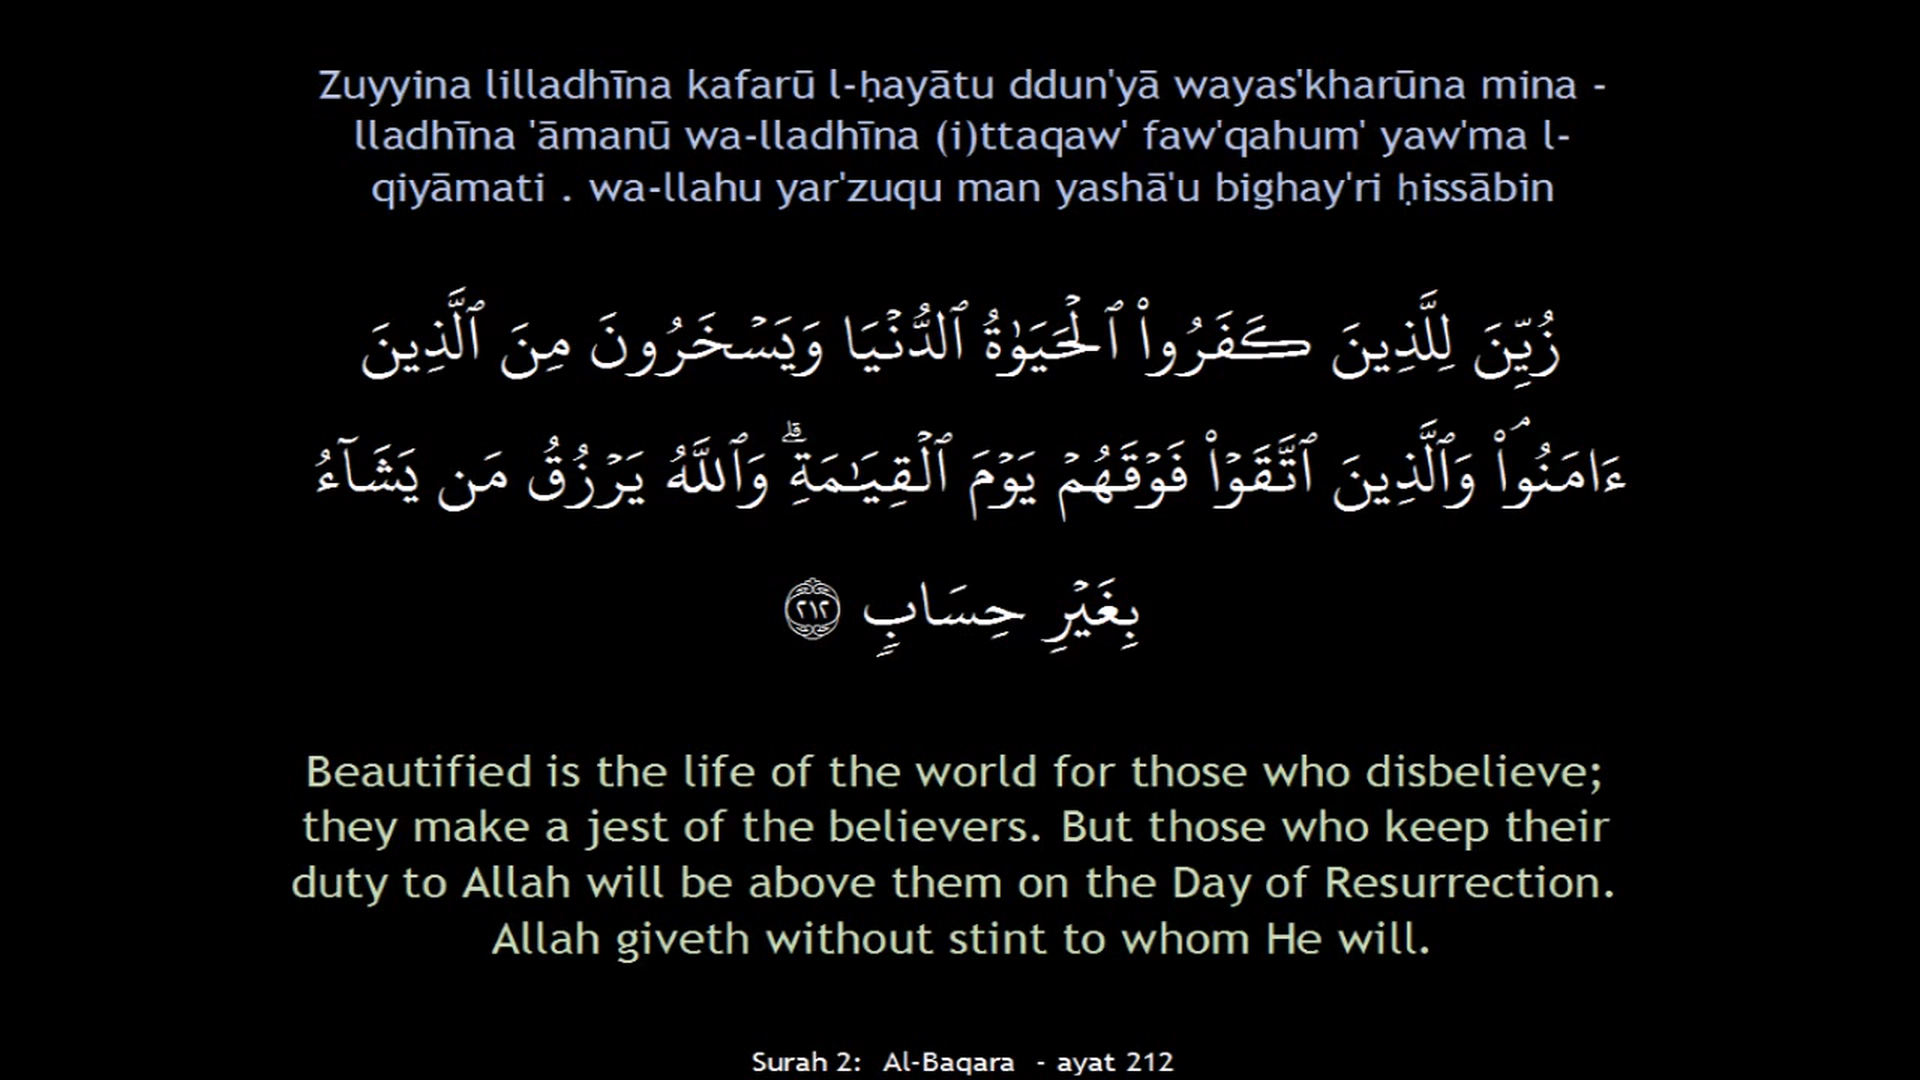 Zuyyina lilladhīna kafarū l-ḥayātu ddun'yā wayas'kharūna mina -
lladhīna 'āmanū wa-lladhīna (i)ttaqaw' faw'qahum' yaw'ma l-
qiyāmati . wa-llahu yar'zuqu man yashā'u bighay'ri ḥissābin
زُيِّنَ لِلَّذِينَ كَفَرُوا۟ ٱلْحَيَوٰةُ ٱلدُّنْيَا وَيَسْخَرُونَ مِنَ ٱلَّذِينَ
ءَامَنُوا۟ ۘ وَٱلَّذِينَ ٱتَّقَوْا۟ فَوْقَهُمْ يَوْمَ ٱلْقِيَـٰمَةِ ۗ وَٱللَّهُ يَرْزُقُ مَن يَشَآءُ
بِغَيْرِ حِسَابٍ ٢١٢
Beautified is the life of the world for those who disbelieve;
they make a jest of the believers. But those who keep their
duty to Allah will be above them on the Day of Resurrection.
Allah giveth without stint to whom He will.
Surah 2: Al-Baqara - ayat 212